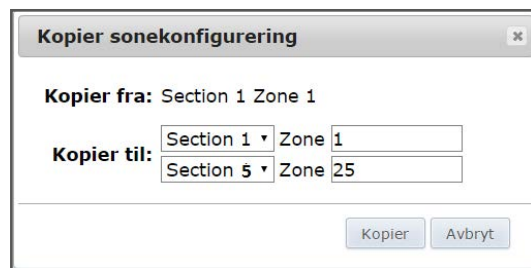 Kopier sonekonfigurering
Kopier fra: Section 1 Zone 1
Kopier til:
Section 1 Zone 1
Section 5 Zone 25
Kopier Avbryt